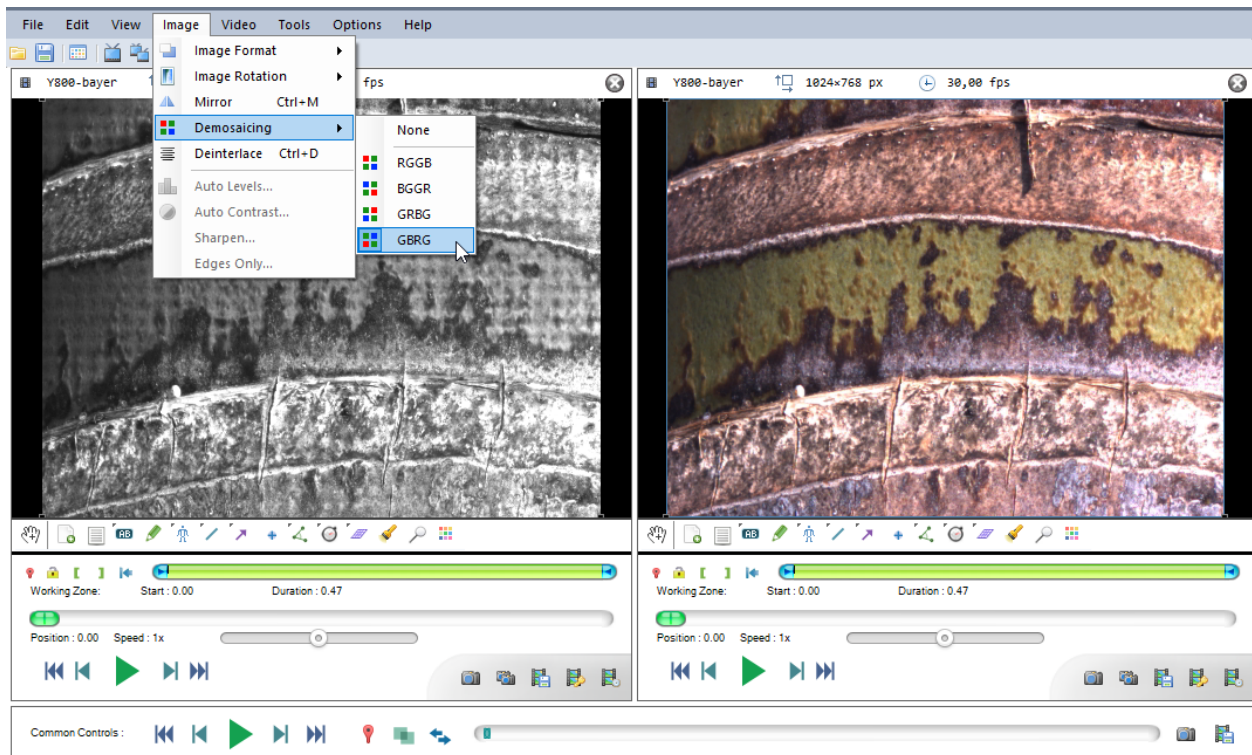 File Edit View Image Video Tools Options Help
Image Format
Image Rotation
Mirror Ctrl+M
Demosaicing
Deinterlace Ctrl+D
Auto Levels...
Auto Contrast...
Sharpen...
Edges Only...
None
RGGB
BGGR
GRBG
GBRG
Y800-bayer fps
Y800-bayer 1024×768 px 30,00 fps
AB
AB
Working Zone: Start : 0.00 Duration : 0.47
Position : 0.00 Speed : 1x
Working Zone: Start : 0.00 Duration : 0.47
Position : 0.00 Speed : 1x
Common Controls :